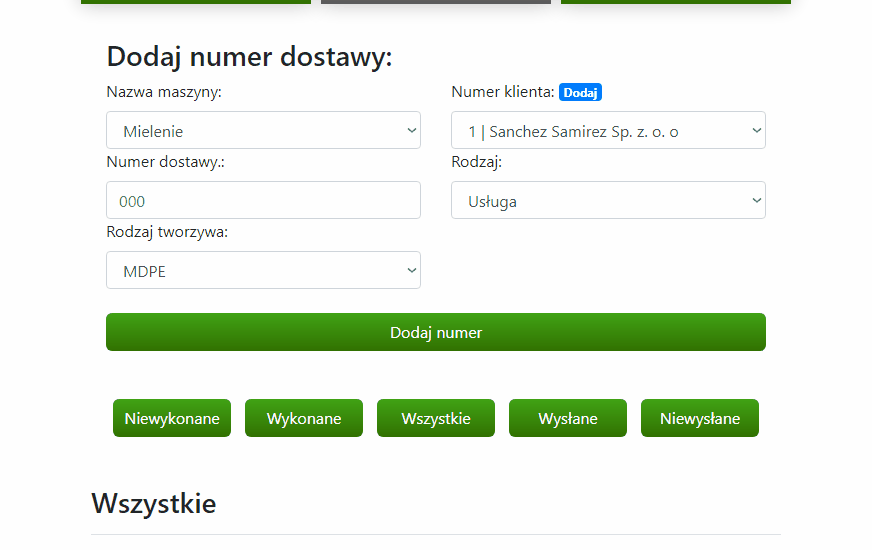 Dodaj numer dostawy:
Nazwa maszyny:
Numer klienta: Dodaj
Mielenie
1 | Sanchez Samirez Sp. z. o. o
Numer dostawy.:
Rodzaj:
000
Usługa
Rodzaj tworzywa:
MDPE
Dodaj numer
Niewykonane
Wykonane
Wszystkie
Wysłane
Niewysłane
Wszystkie